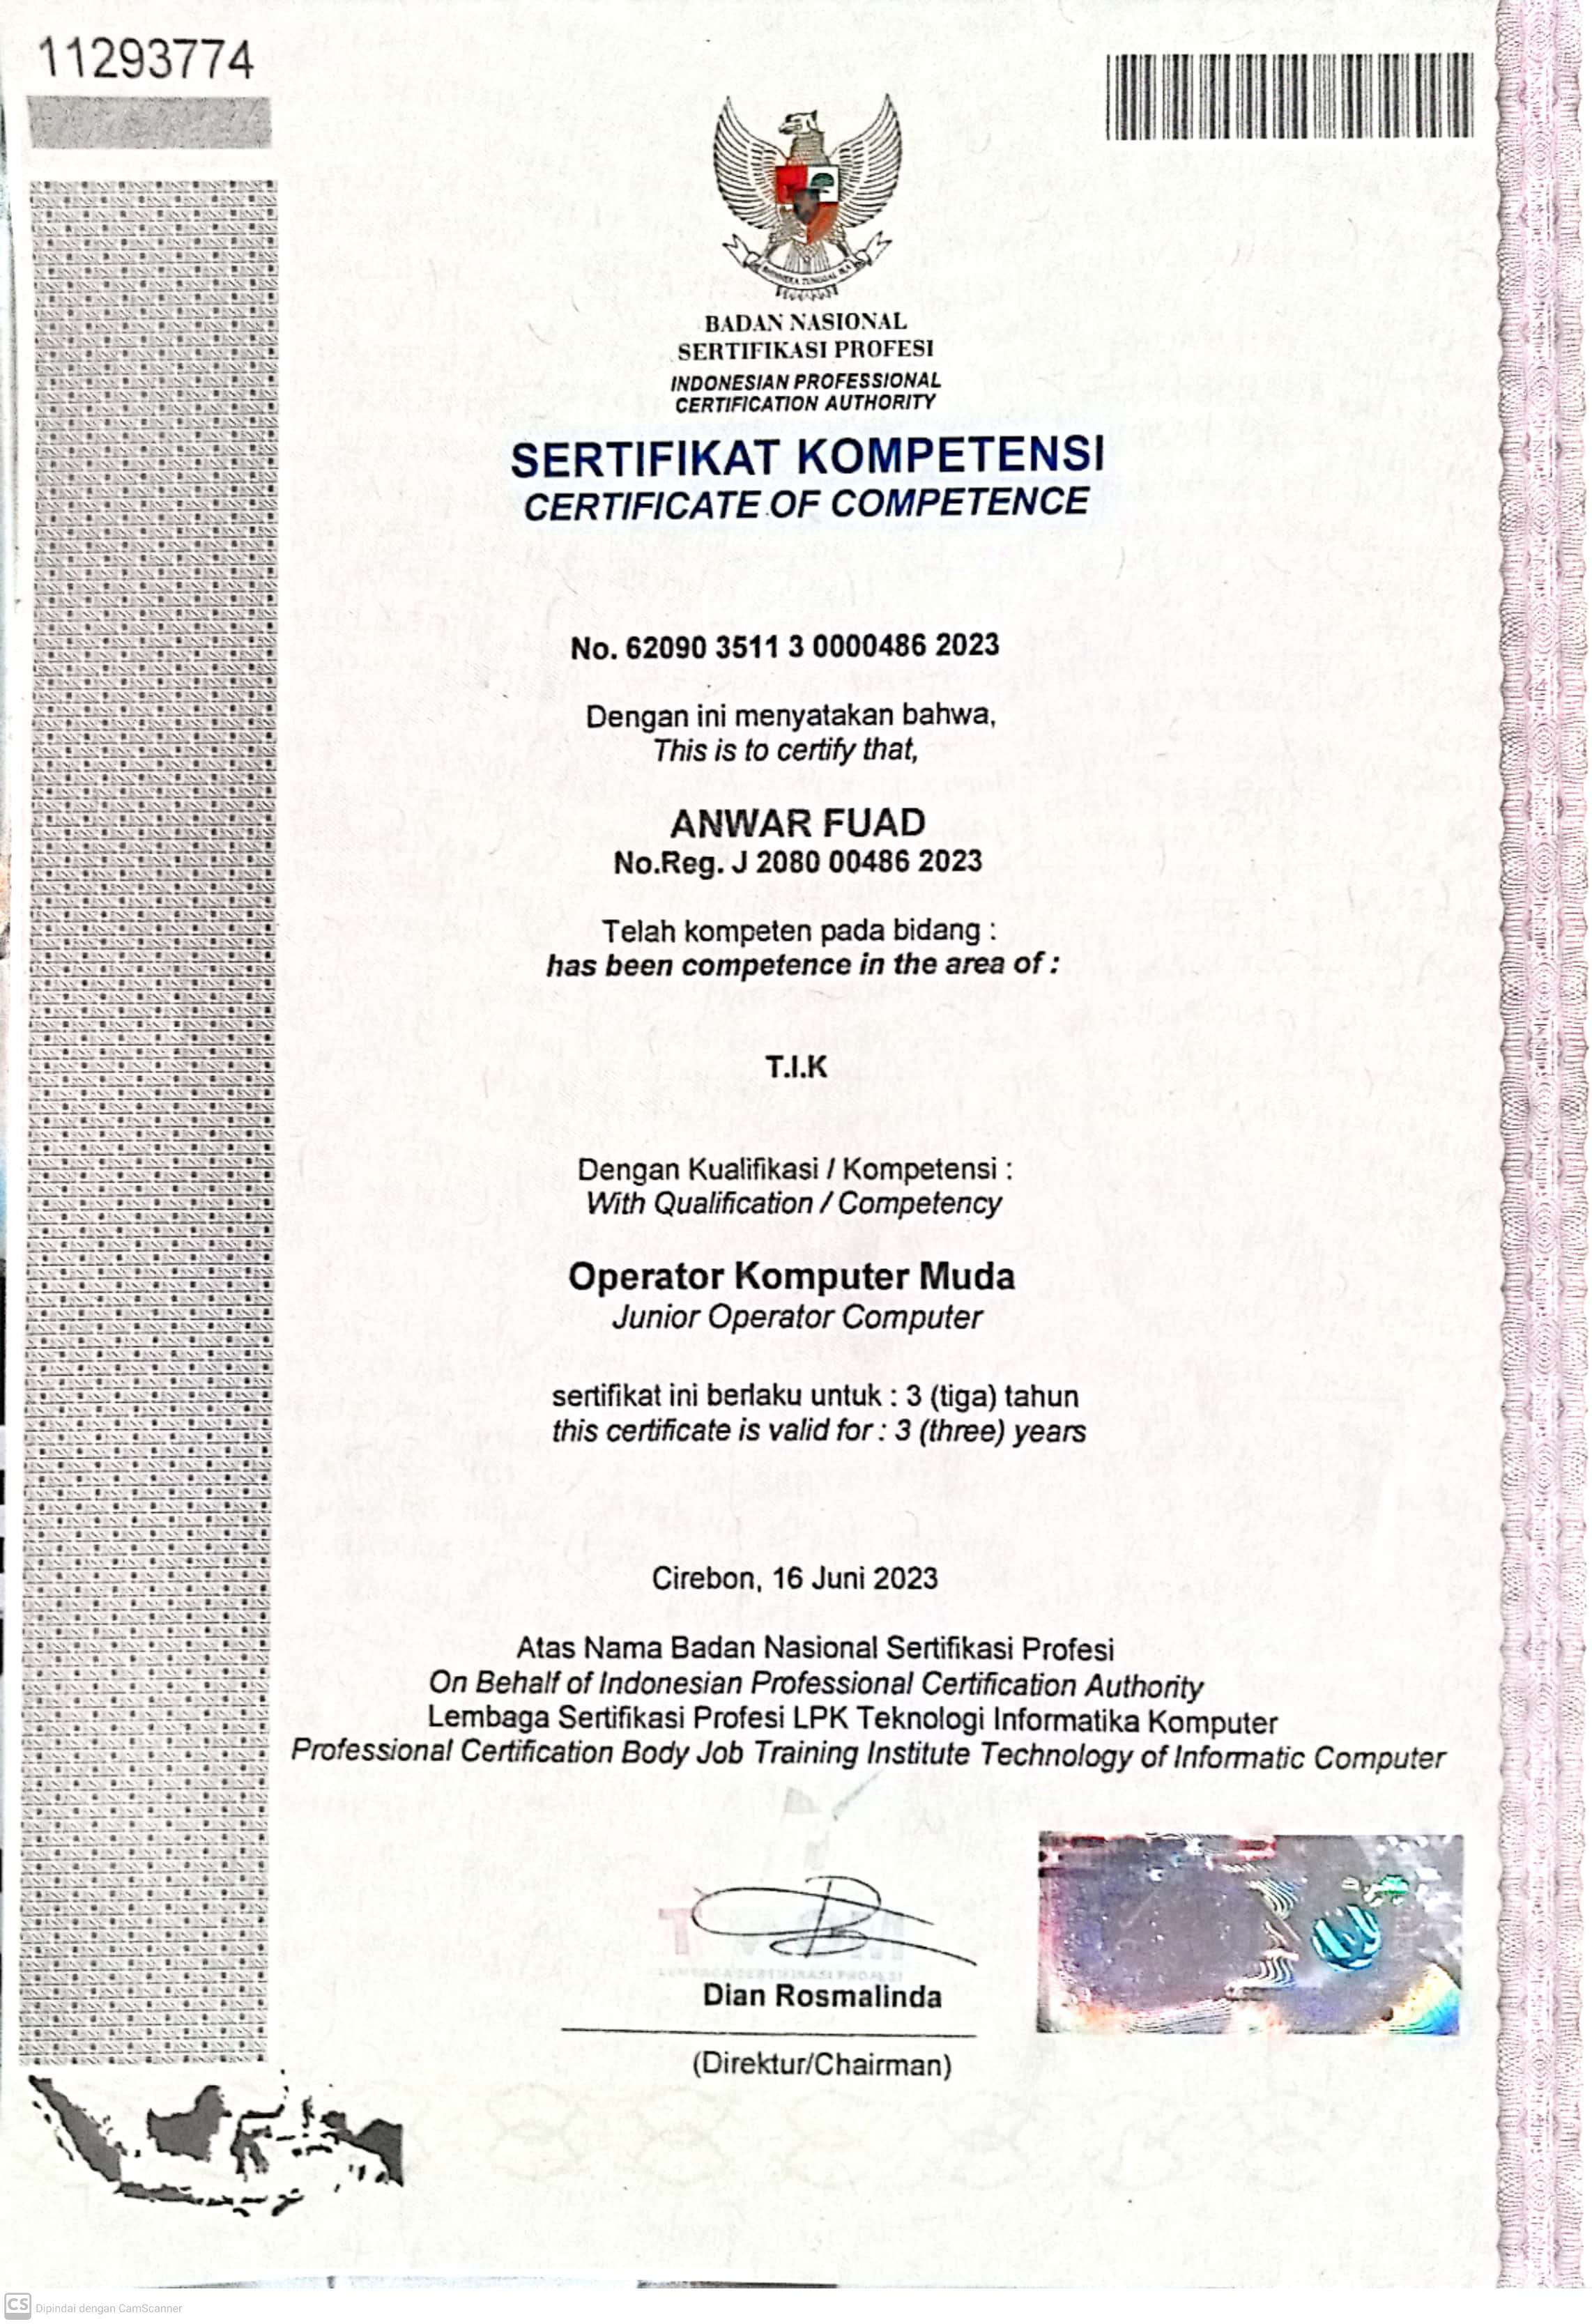 11293774
BHINNEKA TUNGGAL IKA
BADAN NASIONAL
SERTIFIKASI PROFESI
INDONESIAN PROFESSIONAL
CERTIFICATION AUTHORITY
SERTIFIKAT KOMPETENSI
CERTIFICATE OF COMPETENCE
No. 62090 3511 3 0000486 2023
Dengan ini menyatakan bahwa,
This is to certify that,
ANWAR FUAD
No.Reg. J 2080 00486 2023
Telah kompeten pada bidang :
has been competence in the area of :
T.I.K
Dengan Kualifikasi / Kompetensi :
With Qualification / Competency
Operator Komputer Muda
Junior Operator Computer
sertifikat ini berlaku untuk : 3 (tiga) tahun
this certificate is valid for : 3 (three) years
Cirebon, 16 Juni 2023
Atas Nama Badan Nasional Sertifikasi Profesi
On Behalf of Indonesian Professional Certification Authority
Lembaga Sertifikasi Profesi LPK Teknologi Informatika Komputer
Professional Certification Body Job Training Institute Technology of Informatic Computer
LEMBAGA SERTIFIKASI PROFESI
Dian Rosmalinda
(Direktur/Chairman)
CS Dipindai dengan CamScanner